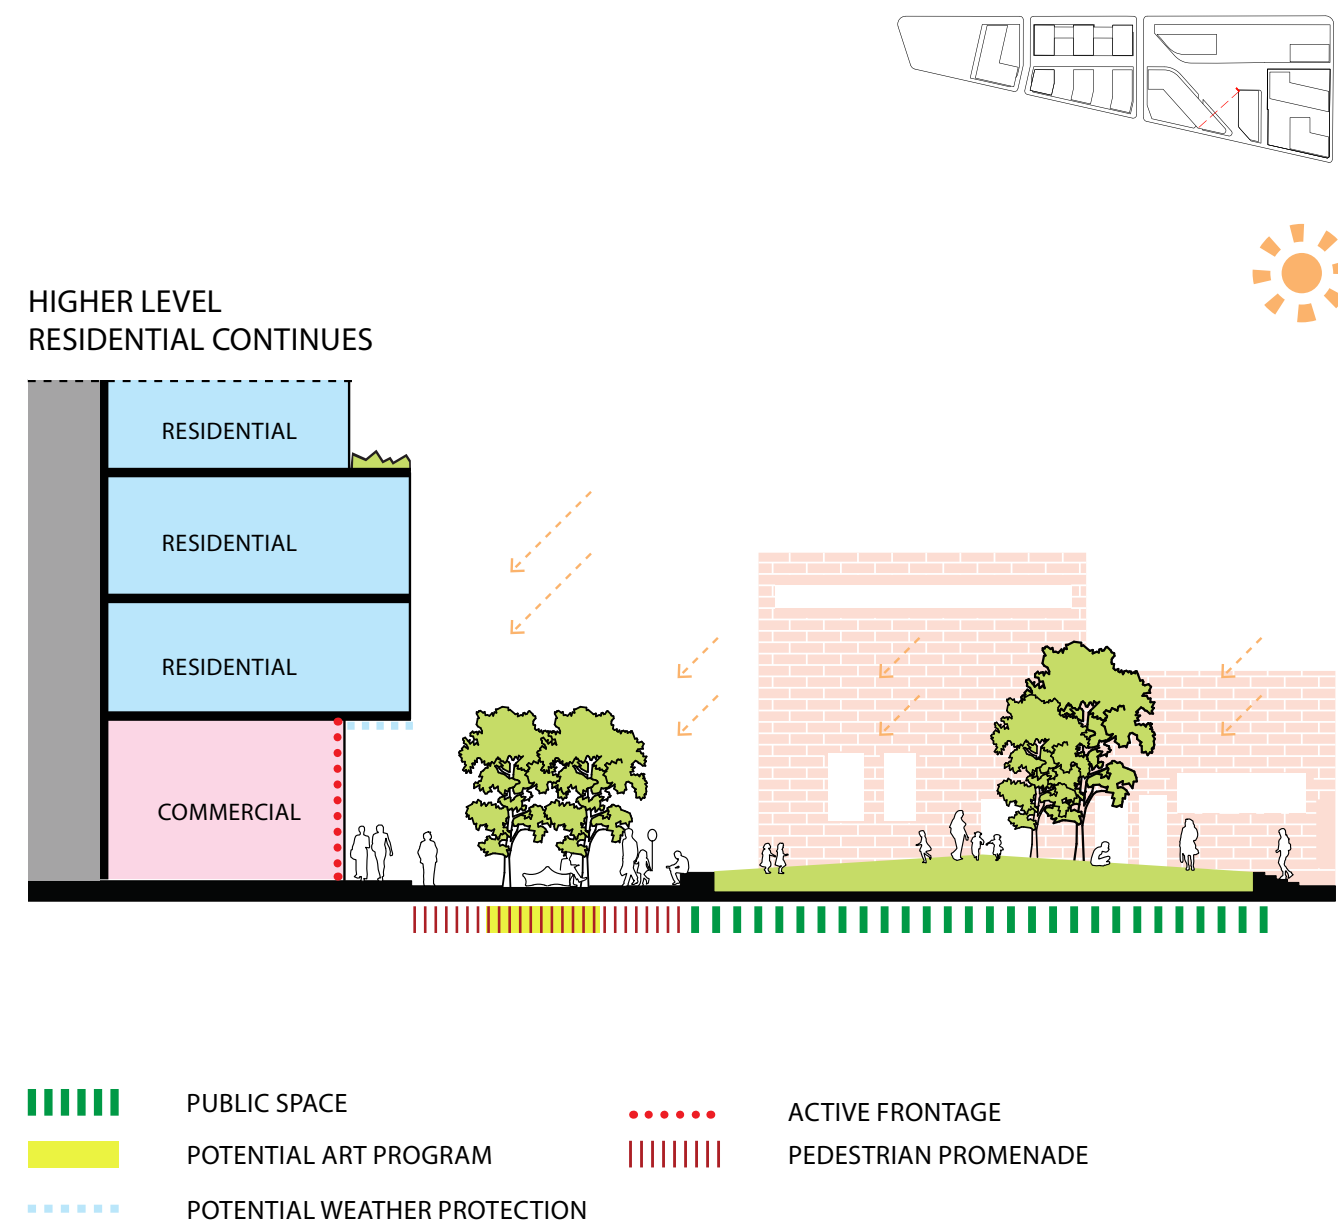 HIGHER LEVEL
RESIDENTIAL CONTINUES
RESIDENTIAL
RESIDENTIAL
RESIDENTIAL
COMMERCIAL
PUBLIC SPACE
POTENTIAL ART PROGRAM
POTENTIAL WEATHER PROTECTION
ACTIVE FRONTAGE
PEDESTRIAN PROMENADE